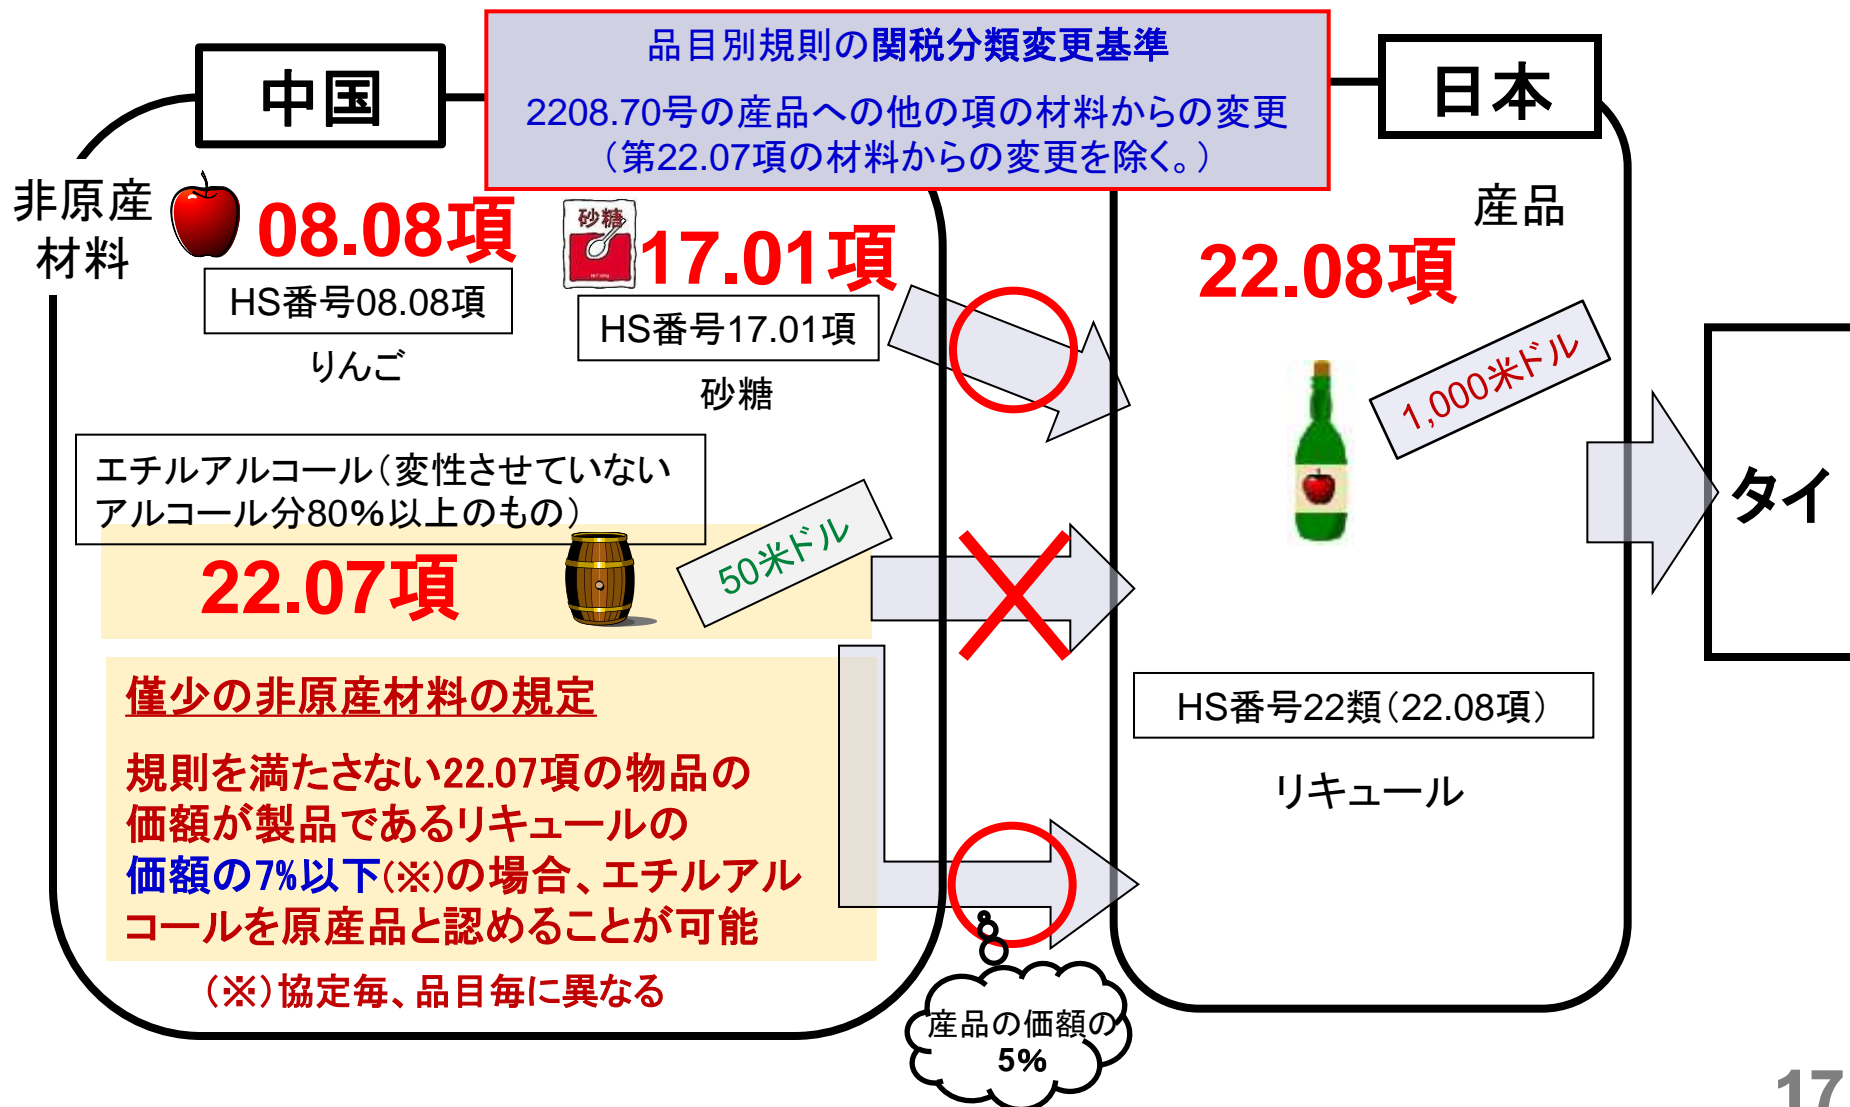 品目別規則の関税分類変更基準
2208.70号の産品への他の項の材料からの変更
（第22.07項の材料からの変更を除く。）
中国
日本
非原産
材料
08.08項
HS番号08.08項
りんご
砂糖
17.01項
HS番号17.01項
砂糖
産品
22.08項
1,000米ドル
タイ
エチルアルコール（変性させていない
アルコール分80％以上のもの）
22.07項
50米ドル
僅少の非原産材料の規定
規則を満たさない22.07項の物品の
価額が製品であるリキュールの
価額の7%以下(※)の場合、エチルアル
コールを原産品と認めることが可能
（※）協定毎、品目毎に異なる
HS番号22類（22.08項）
リキュール
産品の価額の
5%
17